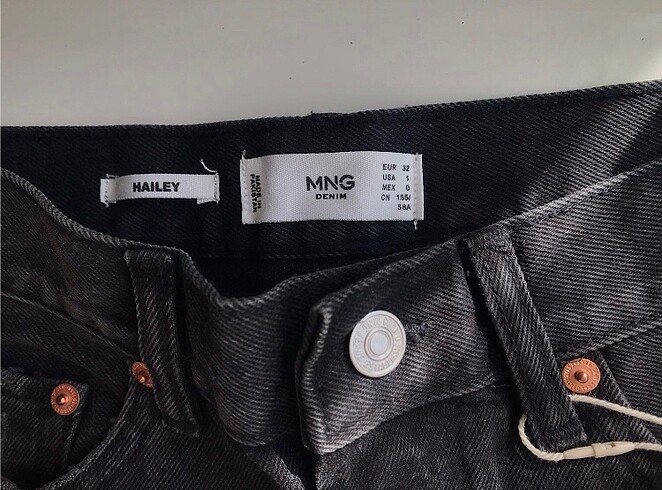 HAILEY
MADE IN
PAKISTAN
MNG
DENIM
EUR 32
USA 1
MEX 0
CN 155/
58A